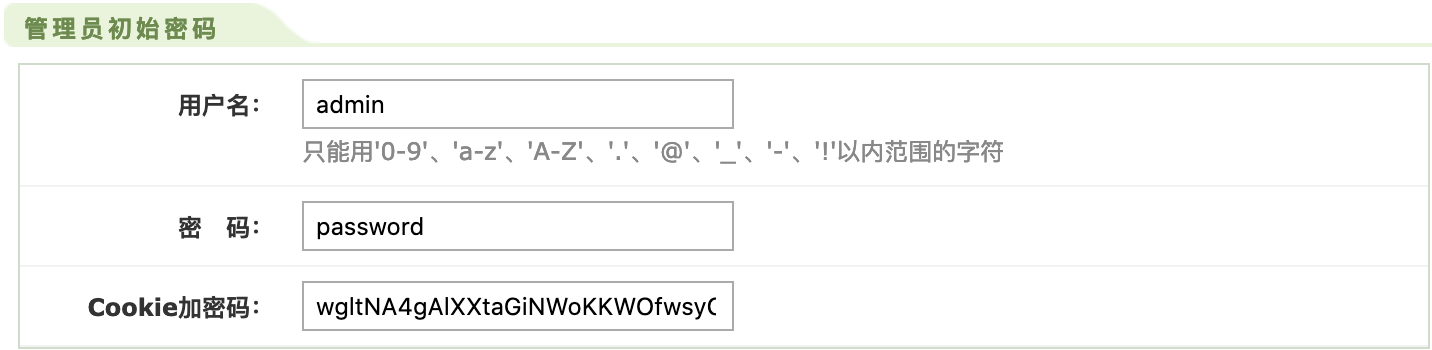 管理员初始密码
用户名： admin
只能用'0-9'、'a-z'、'A-Z'、'.'、'@'、'_'、'-'、'!'以内范围的字符
密　码： password
Cookie加密码： wgltNA4gAlXXtaGiNWoKKWOfwsy